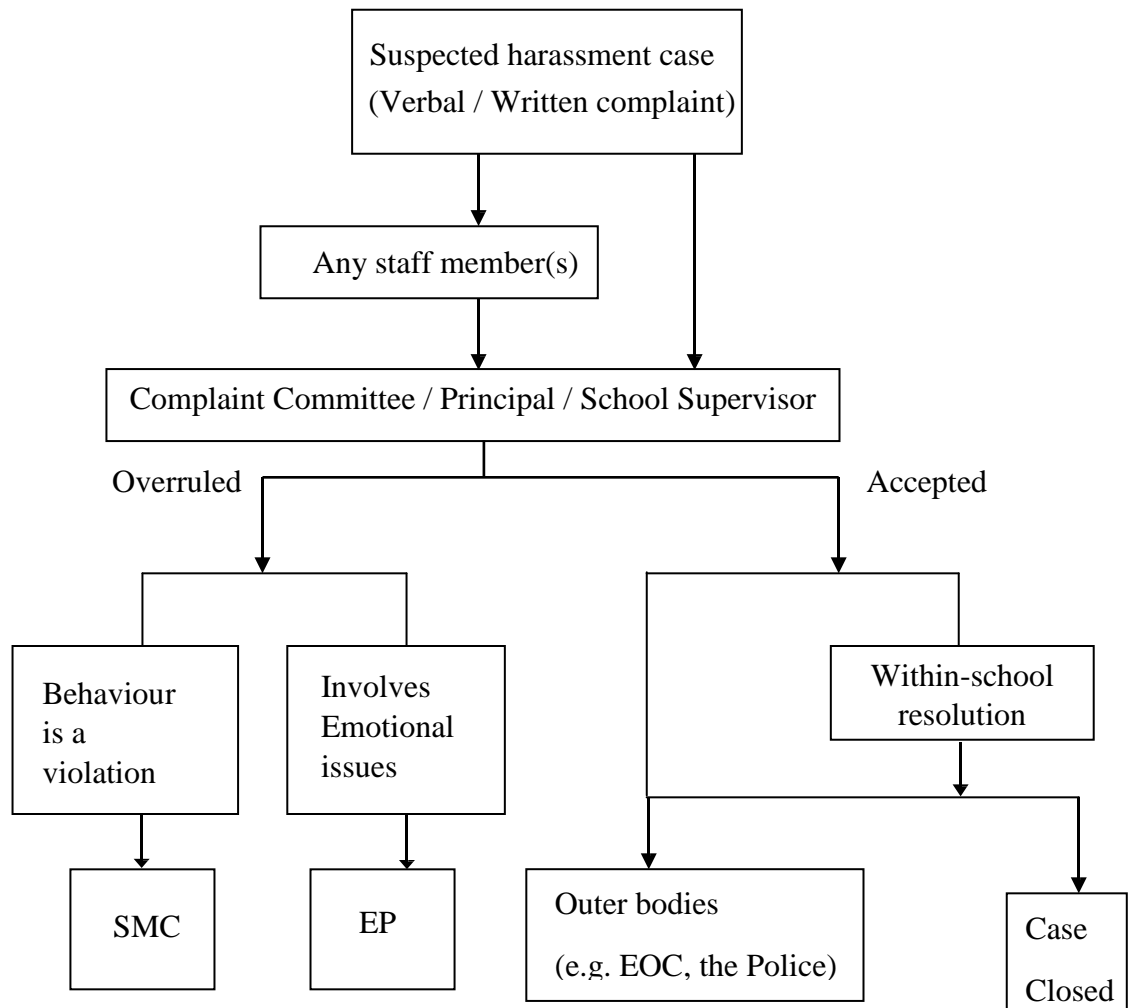 Suspected harassment case
(Verbal / Written complaint)
Any staff member(s)
Complaint Committee / Principal / School Supervisor
Overruled
Accepted
Behaviour
is a
violation
Involves
Emotional
issues
Within-school
resolution
SMC
EP
Outer bodies
(e.g. EOC, the Police)
Case
Closed